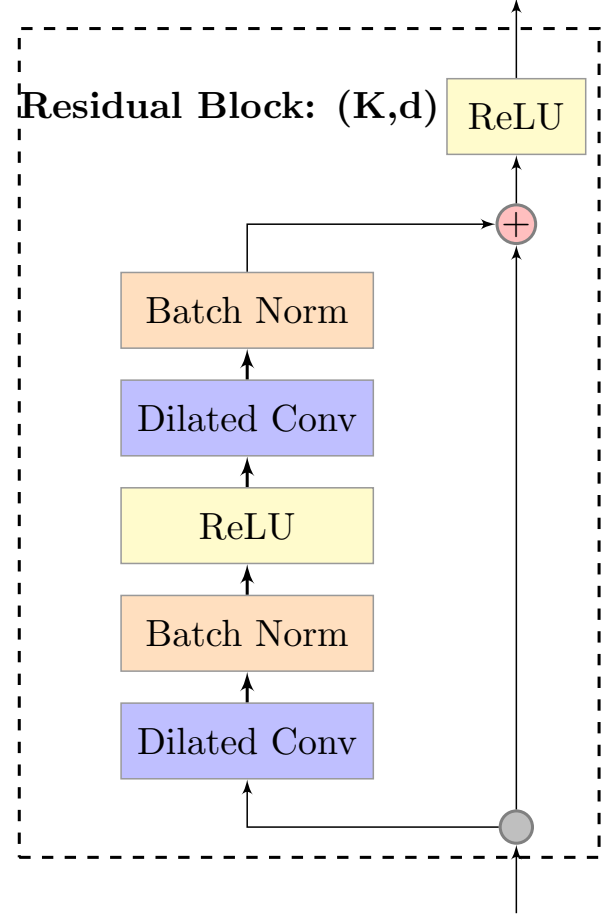 Residual Block: (K,d)
ReLU
+
Batch Norm
Dilated Conv
ReLU
Batch Norm
Dilated Conv